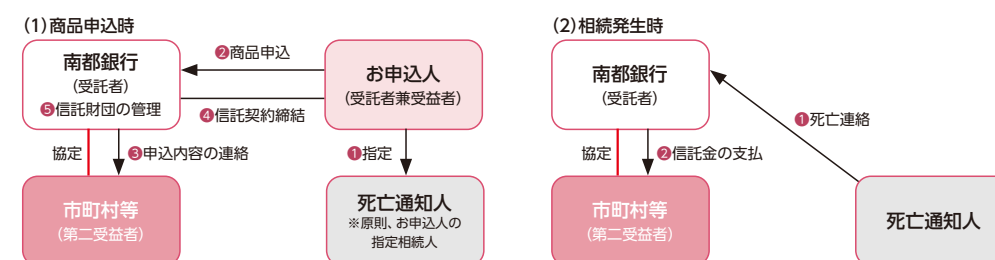 (1)商品申込時
南都銀行
(受託者)
❺信託財団の管理
❷商品申込
❹信託契約締結
お申込人
(受託者兼受益者)
協定
❸申込内容の連絡
❶指定
市町村等
(第二受益者)
死亡通知人
※原則、お申込人の
指定相続人
(2)相続発生時
南都銀行
(受託者)
❶死亡連絡
協定
❷信託金の支払
市町村等
(第二受益者)
死亡通知人